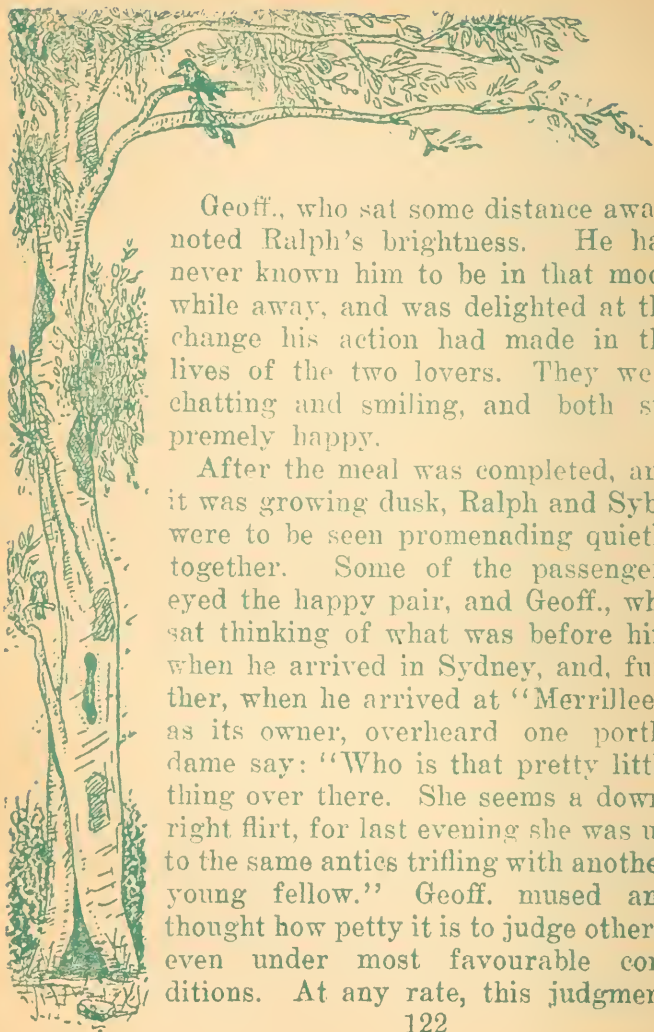 Geoff., who sat some distance awa
noted Ralph's brightness. He ha
never known him to be in that moo
while away, and was delighted at th
change his action had made in th
lives of the two lovers. They we
chatting and smiling, and both su
premely happy.
After the meal was completed, an
it was growing dusk, Ralph and Syb
were to be seen promenading quietl
together. Some of the passenger
eyed the happy pair, and Geoff., wh
sat thinking of what was before hi
when he arrived in Sydney, and, fur
ther, when he arrived at "Merrillee
as its owner, overheard one portl
dame say: "Who is that pretty littl
thing over there. She seems a down
right flirt, for last evening she was u
to the same antics trifling with anothe
young fellow." Geoff. mused an
thought how petty it is to judge other
even under most favourable con
ditions. At any rate, this judgmen
122